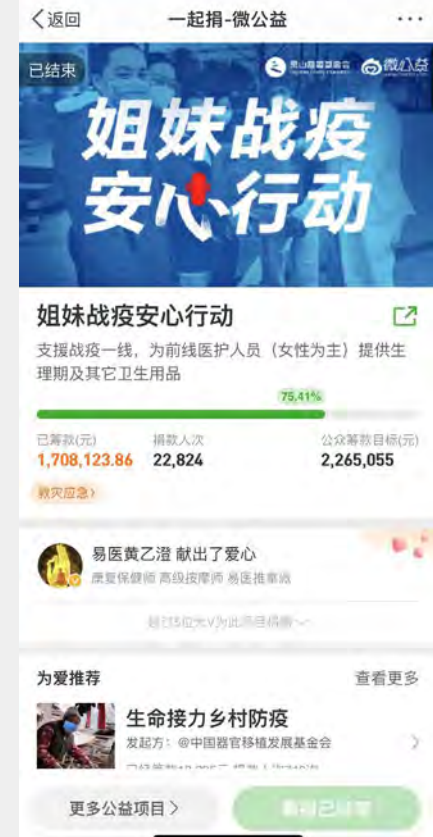 返回
一起捐-微公益
已结束
微公益
姐妹战疫
安心行动
姐妹战疫安心行动
支援战疫一线，为前线医护人员（女性为主）提供生
理期及其它卫生用品
75.41%
已筹款(元) 捐款人次 公众筹款目标(元)
1,708,123.86 22,824 2,265,055
救灾应急
易医黄乙澄 献出了爱心
康复保健师 高级按摩师 易医推拿
为爱推荐 查看更多
生命接力乡村防疫
发起方：@中国器官移植发展基金会
更多公益项目